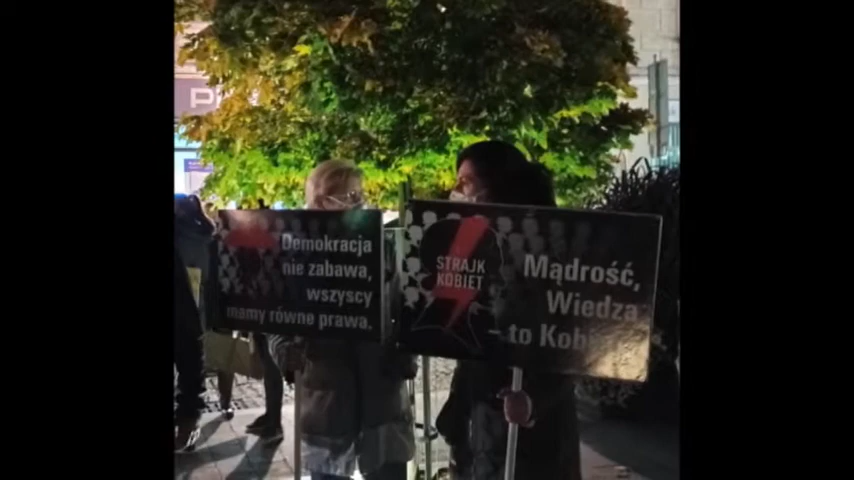 Demokracja
nie zabawa,
wszyscy
mamy równe prawa.
STRAJK
KOBIET
Mądrość,
Wiedza
- to